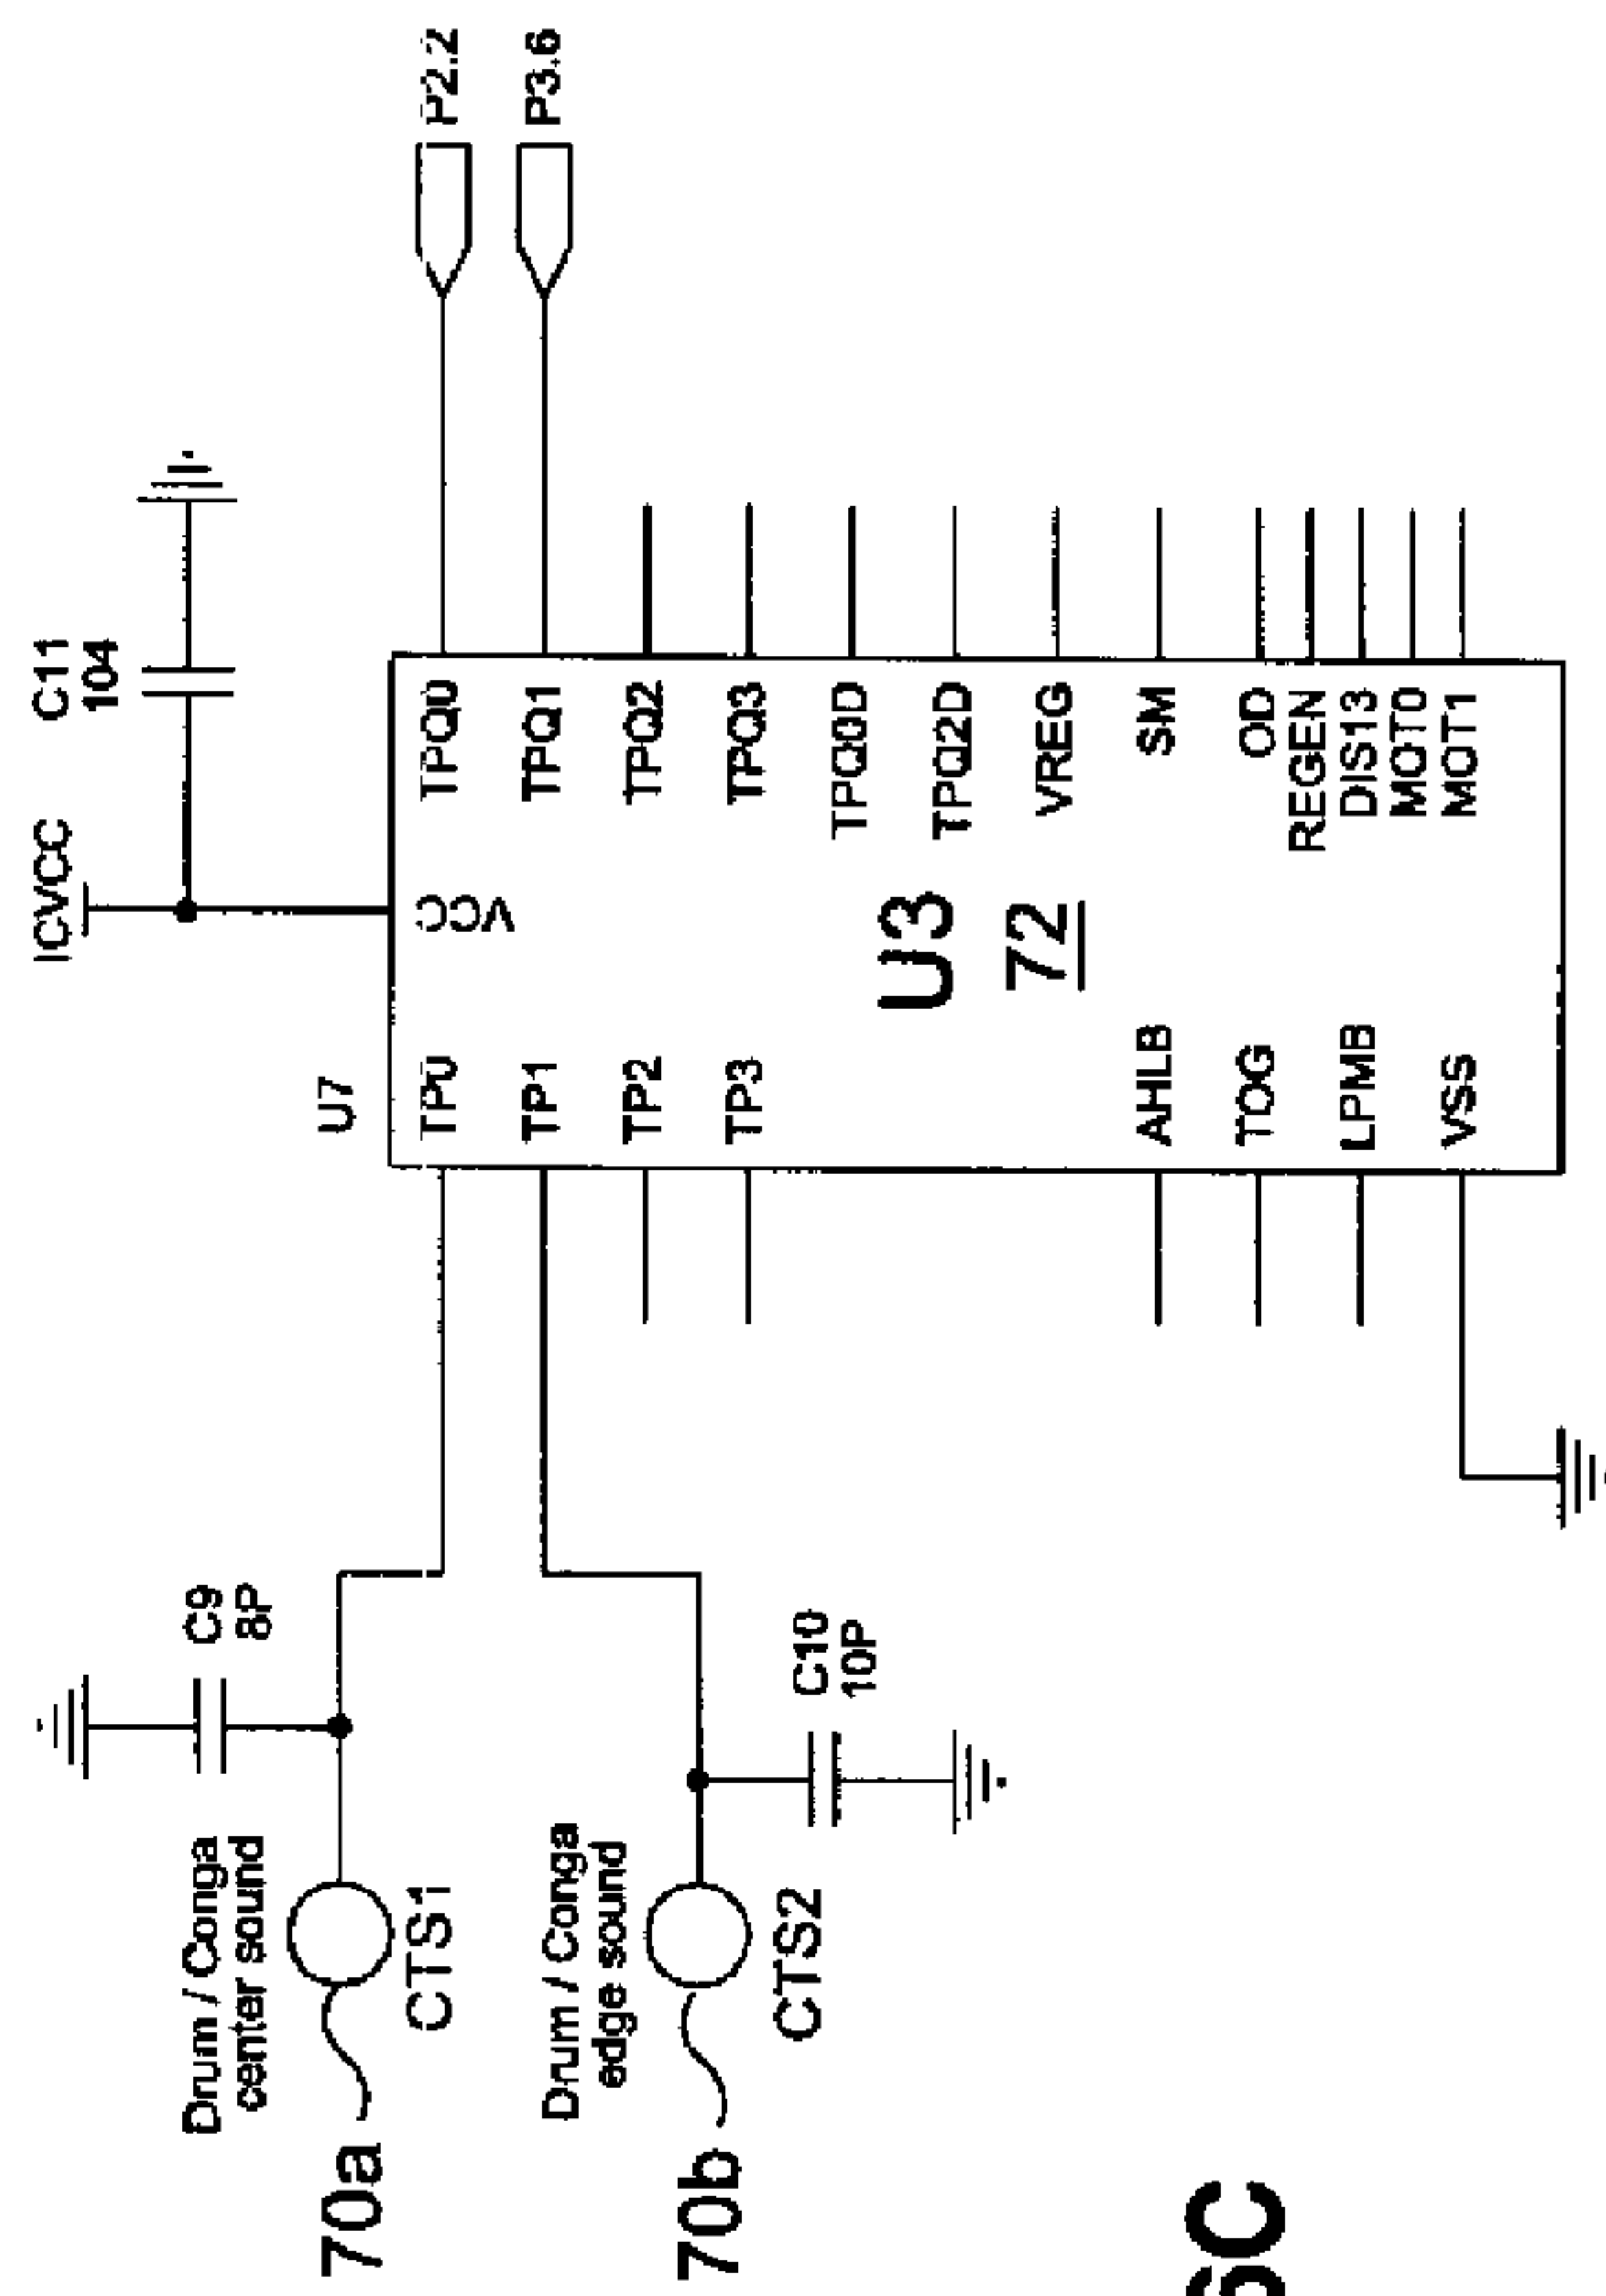 C11
104
ICVCC
P2.2
P3.6
U7
VCC
TP0
TP1
TP2
TP3
AHLB
TOG
LPMB
VSS
U3
72
TPQ0
TPQ1
TPQ2
TPQ3
TPQ0D
TPQ2D
VREG
SM
OD
REGEN
DIS13
MOT0
MOT1
C9
8P
Drum / Conga
center sound
CTS1
70a
C10
10P
Drum / Conga
edge sound
CTS2
70b